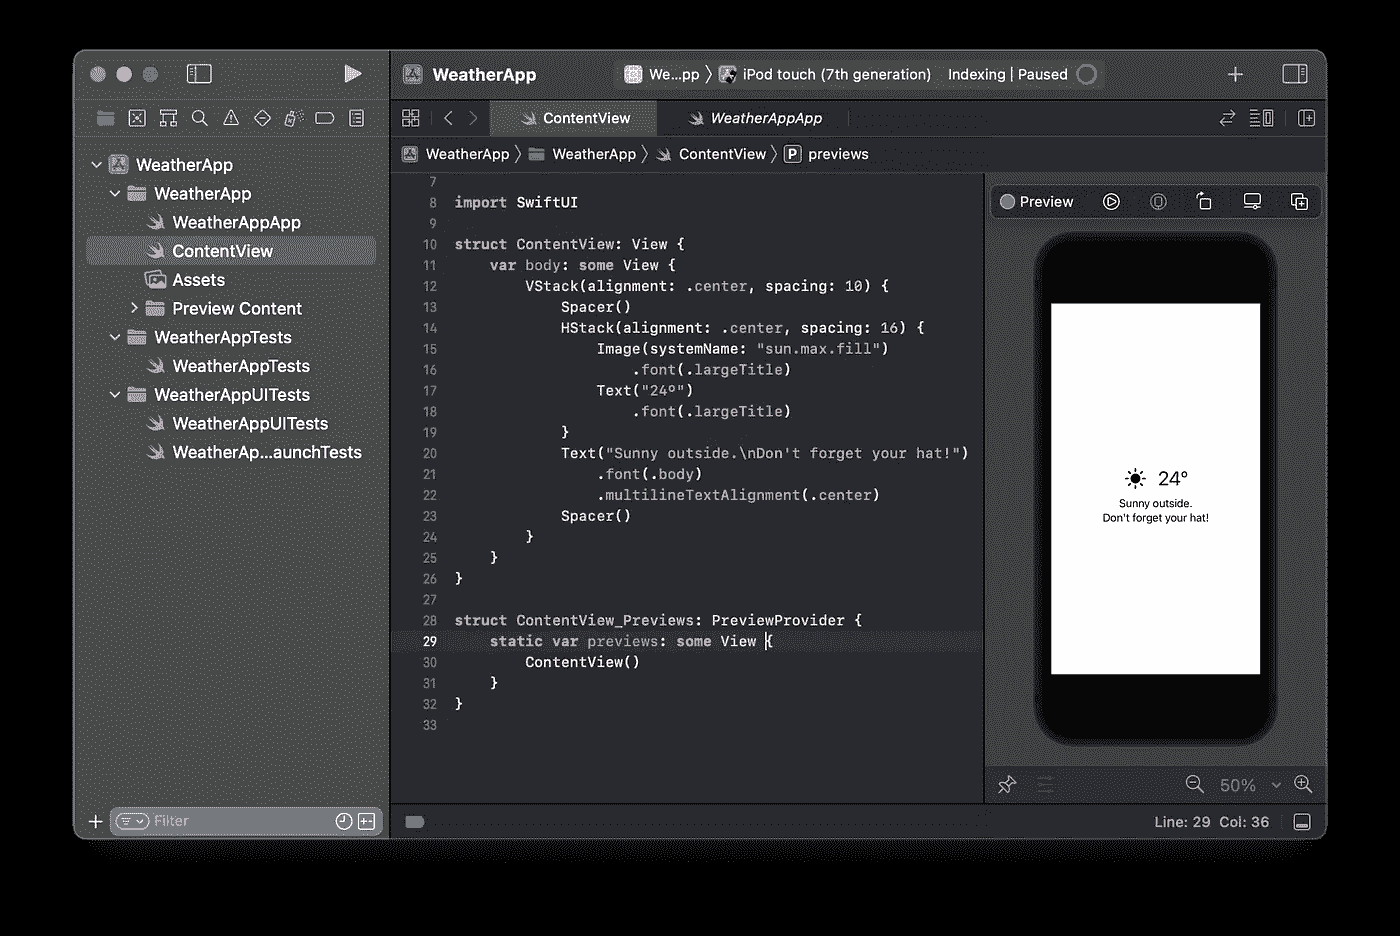 WeatherApp
We...pp
iPod touch (7th generation)
Indexing | Paused
ContentView
WeatherAppApp
WeatherApp
WeatherApp
ContentView
P
previews
WeatherApp
WeatherApp
WeatherAppApp
ContentView
Assets
Preview Content
WeatherAppTests
WeatherAppTests
WeatherAppUITests
WeatherAppUITests
WeatherAp...aunchTests
Filter
7
8 import SwiftUI
9
10 struct ContentView: View {
11     var body: some View {
12         VStack(alignment: .center, spacing: 10) {
13             Spacer()
14             HStack(alignment: .center, spacing: 16) {
15                 Image(systemName: "sun.max.fill")
16                     .font(.largeTitle)
17                 Text("24º")
18                     .font(.largeTitle)
19             }
20             Text("Sunny outside.\nDon't forget your hat!")
21                 .font(.body)
22                 .multilineTextAlignment(.center)
23             Spacer()
24         }
25     }
26 }
27
28 struct ContentView_Previews: PreviewProvider {
29     static var previews: some View {
30         ContentView()
31     }
32 }
33
Preview
24º
Sunny outside.
Don't forget your hat!
50%
Line: 29 Col: 36